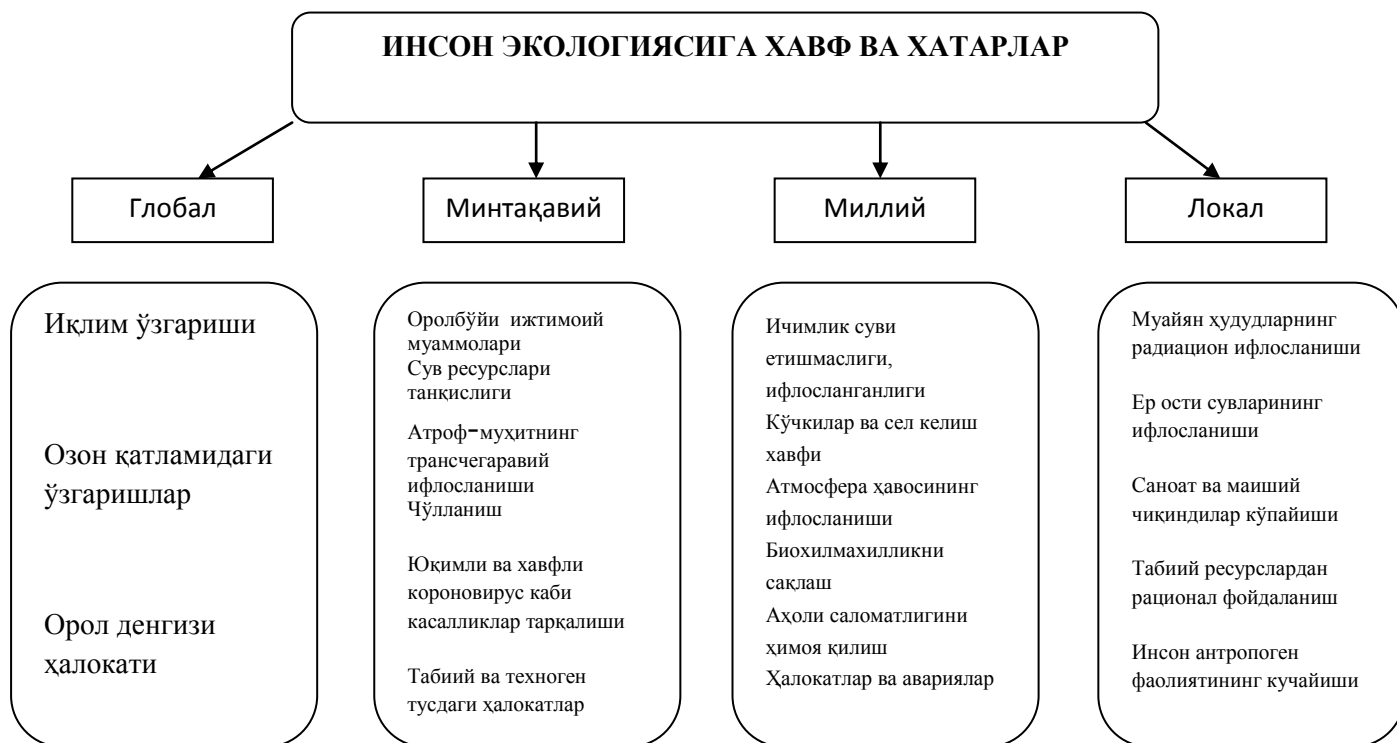 ИНСОН ЭКОЛОГИЯСИГА ХАВФ ВА ХАТАРЛАР
Глобал
Минтақавий
Миллий
Локал
Иқлим ўзгариши
Озон қатламидаги
ўзгаришлар
Орол денгизи
ҳалокати
Оролбўйи ижтимоий
муаммолари
Сув ресурслари
танқислиги
Атроф-муҳитнинг
трансчегаравий
ифлосланиши
Чўлланиш
Юқимли ва хавфли
короновирус каби
касалликлар тарқалиши
Табиий ва техноген
тусдаги ҳалокатлар
Ичимлик суви
етишмаслиги,
ифлосланганлиги
Кўчкилар ва сел келиш
хавфи
Атмосфера ҳавосининг
ифлосланиши
Биохилмахилликни
сақлаш
Аҳоли саломатлигини
ҳимоя қилиш
Ҳалокатлар ва авариялар
Муайян ҳудудларнинг
радиацион ифлосланиши
Ер ости сувларининг
ифлосланиши
Саноат ва маиший
чиқиндилар кўпайиши
Табиий ресурслардан
рационал фойдаланиш
Инсон антропоген
фаолиятининг кучайиши